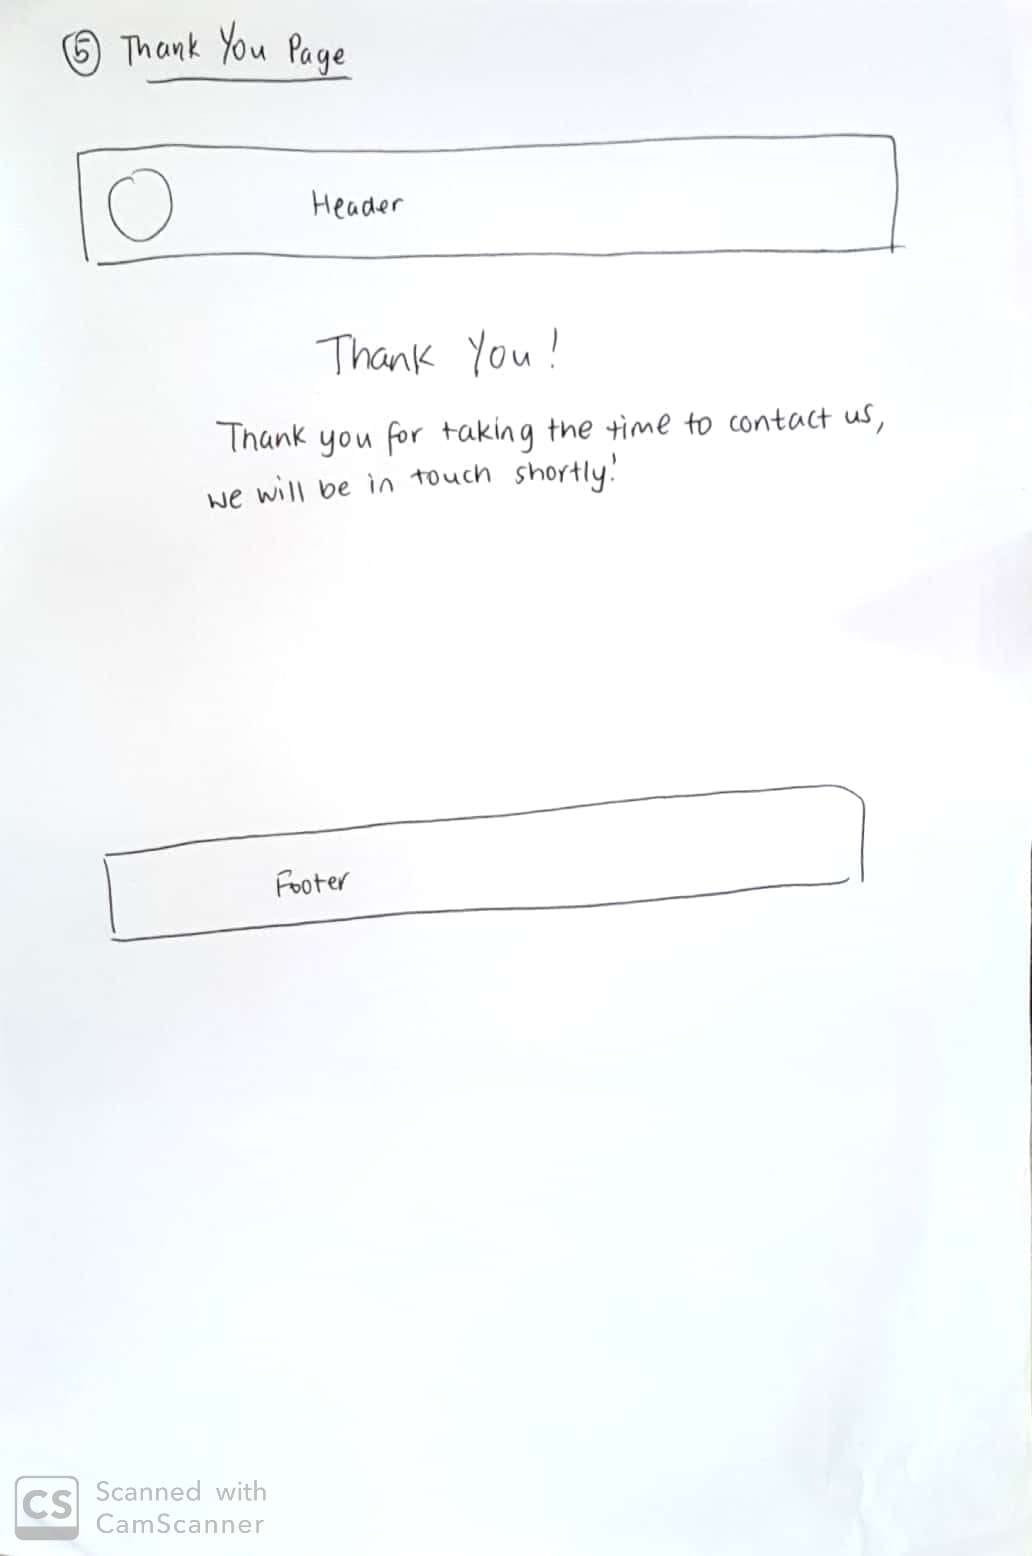 5 Thank You Page
Header
Thank You!
Thank you for taking the time to contact us,
we will be in touch shortly!
Footer
CS Scanned with
CamScanner